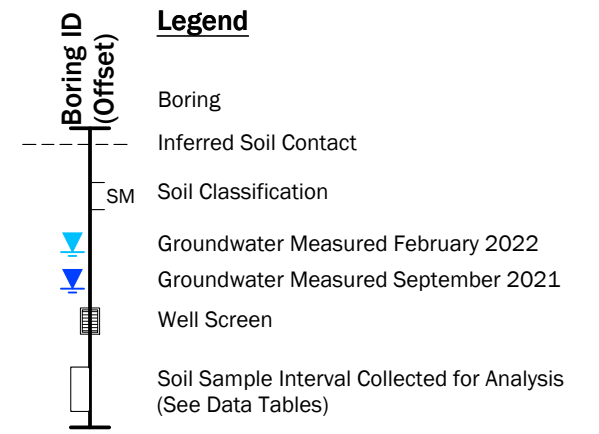 Legend
Boring ID
(Offset)
Boring
Inferred Soil Contact
SM
Soil Classification
Groundwater Measured February 2022
Groundwater Measured September 2021
Well Screen
Soil Sample Interval Collected for Analysis
(See Data Tables)